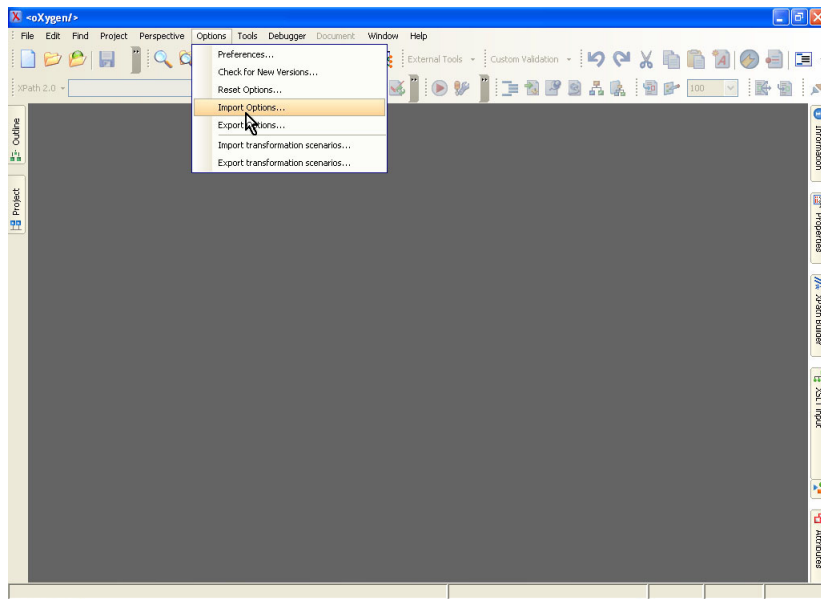 <oXygen/>
File Edit Find Project Perspective Options Tools Debugger Document Window Help
External Tools Custom Validation
XPath 2.0 100
Preferences...
Check for New Versions...
Reset Options...
Import Options...
Export Options...
Import transformation scenarios...
Export transformation scenarios...
Outline
Project
Information
Properties
XPath Builder
XSLT Input
Attributes